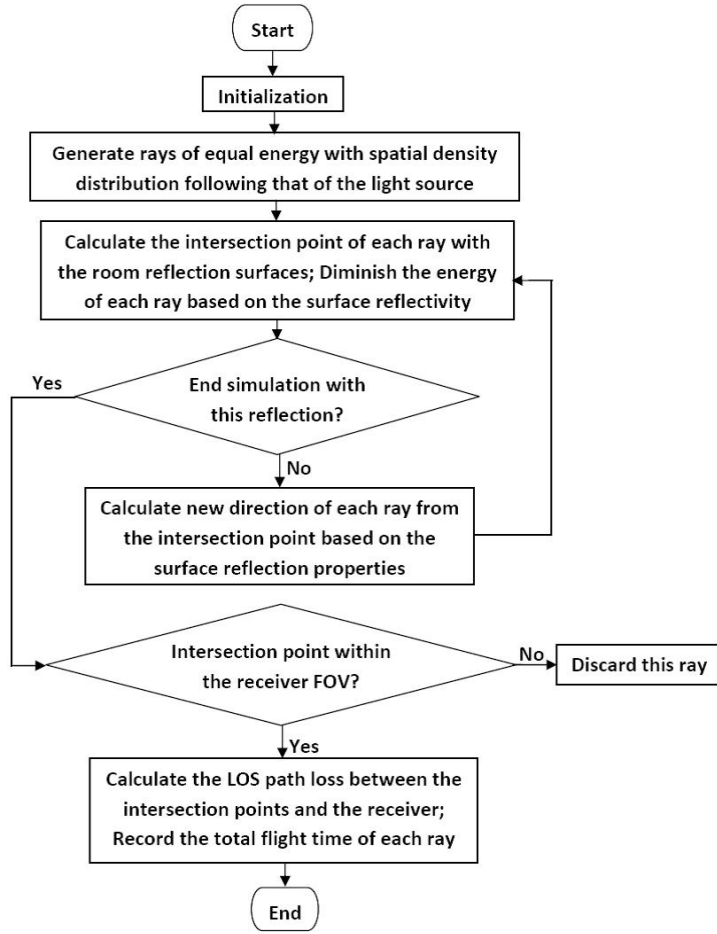 Start
Initialization
Generate rays of equal energy with spatial density
distribution following that of the light source
Calculate the intersection point of each ray with
the room reflection surfaces; Diminish the energy
of each ray based on the surface reflectivity
Yes
End simulation with
this reflection?
No
Calculate new direction of each ray from
the intersection point based on the
surface reflection properties
Intersection point within
the receiver FOV?
No
Discard this ray
Yes
Calculate the LOS path loss between the
intersection points and the receiver;
Record the total flight time of each ray
End